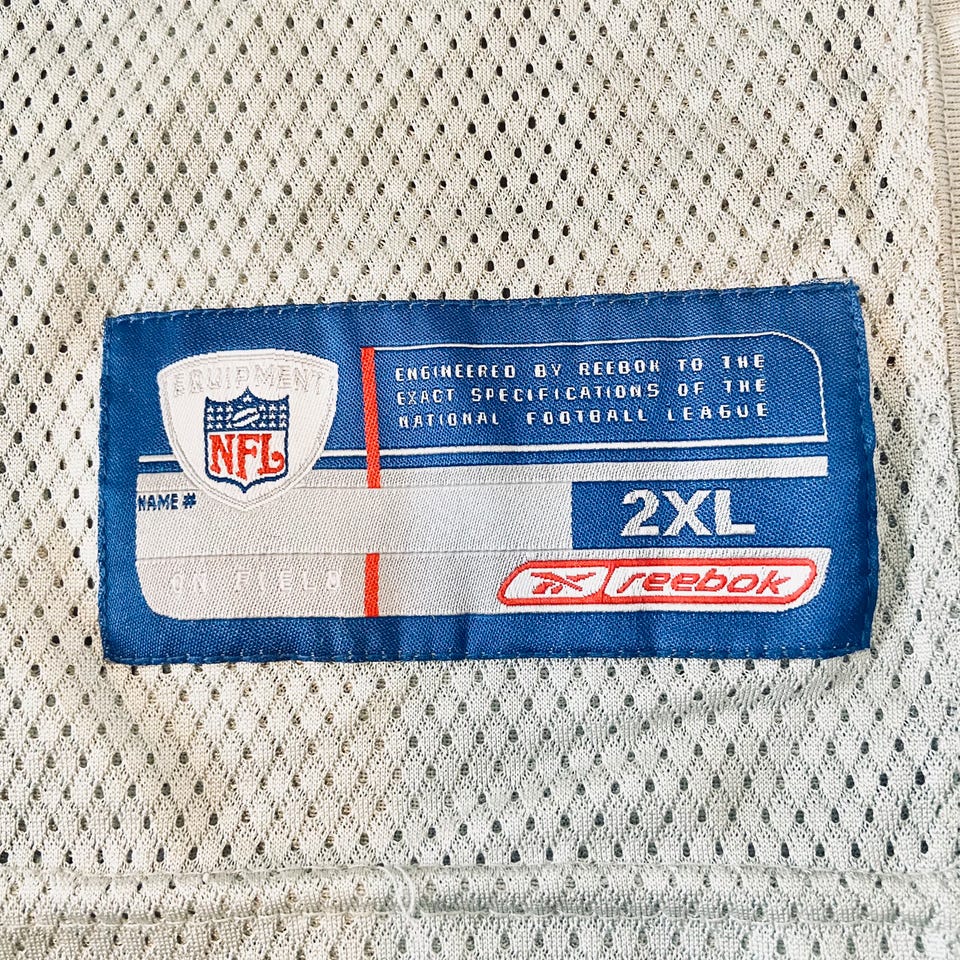 EQUIPMENT
NFL
ENGINEERED BY REEBOK TO THE
EXACT SPECIFICATIONS OF THE
NATIONAL FOOTBALL LEAGUE
NAME #
2XL
ON FIELD
reebok